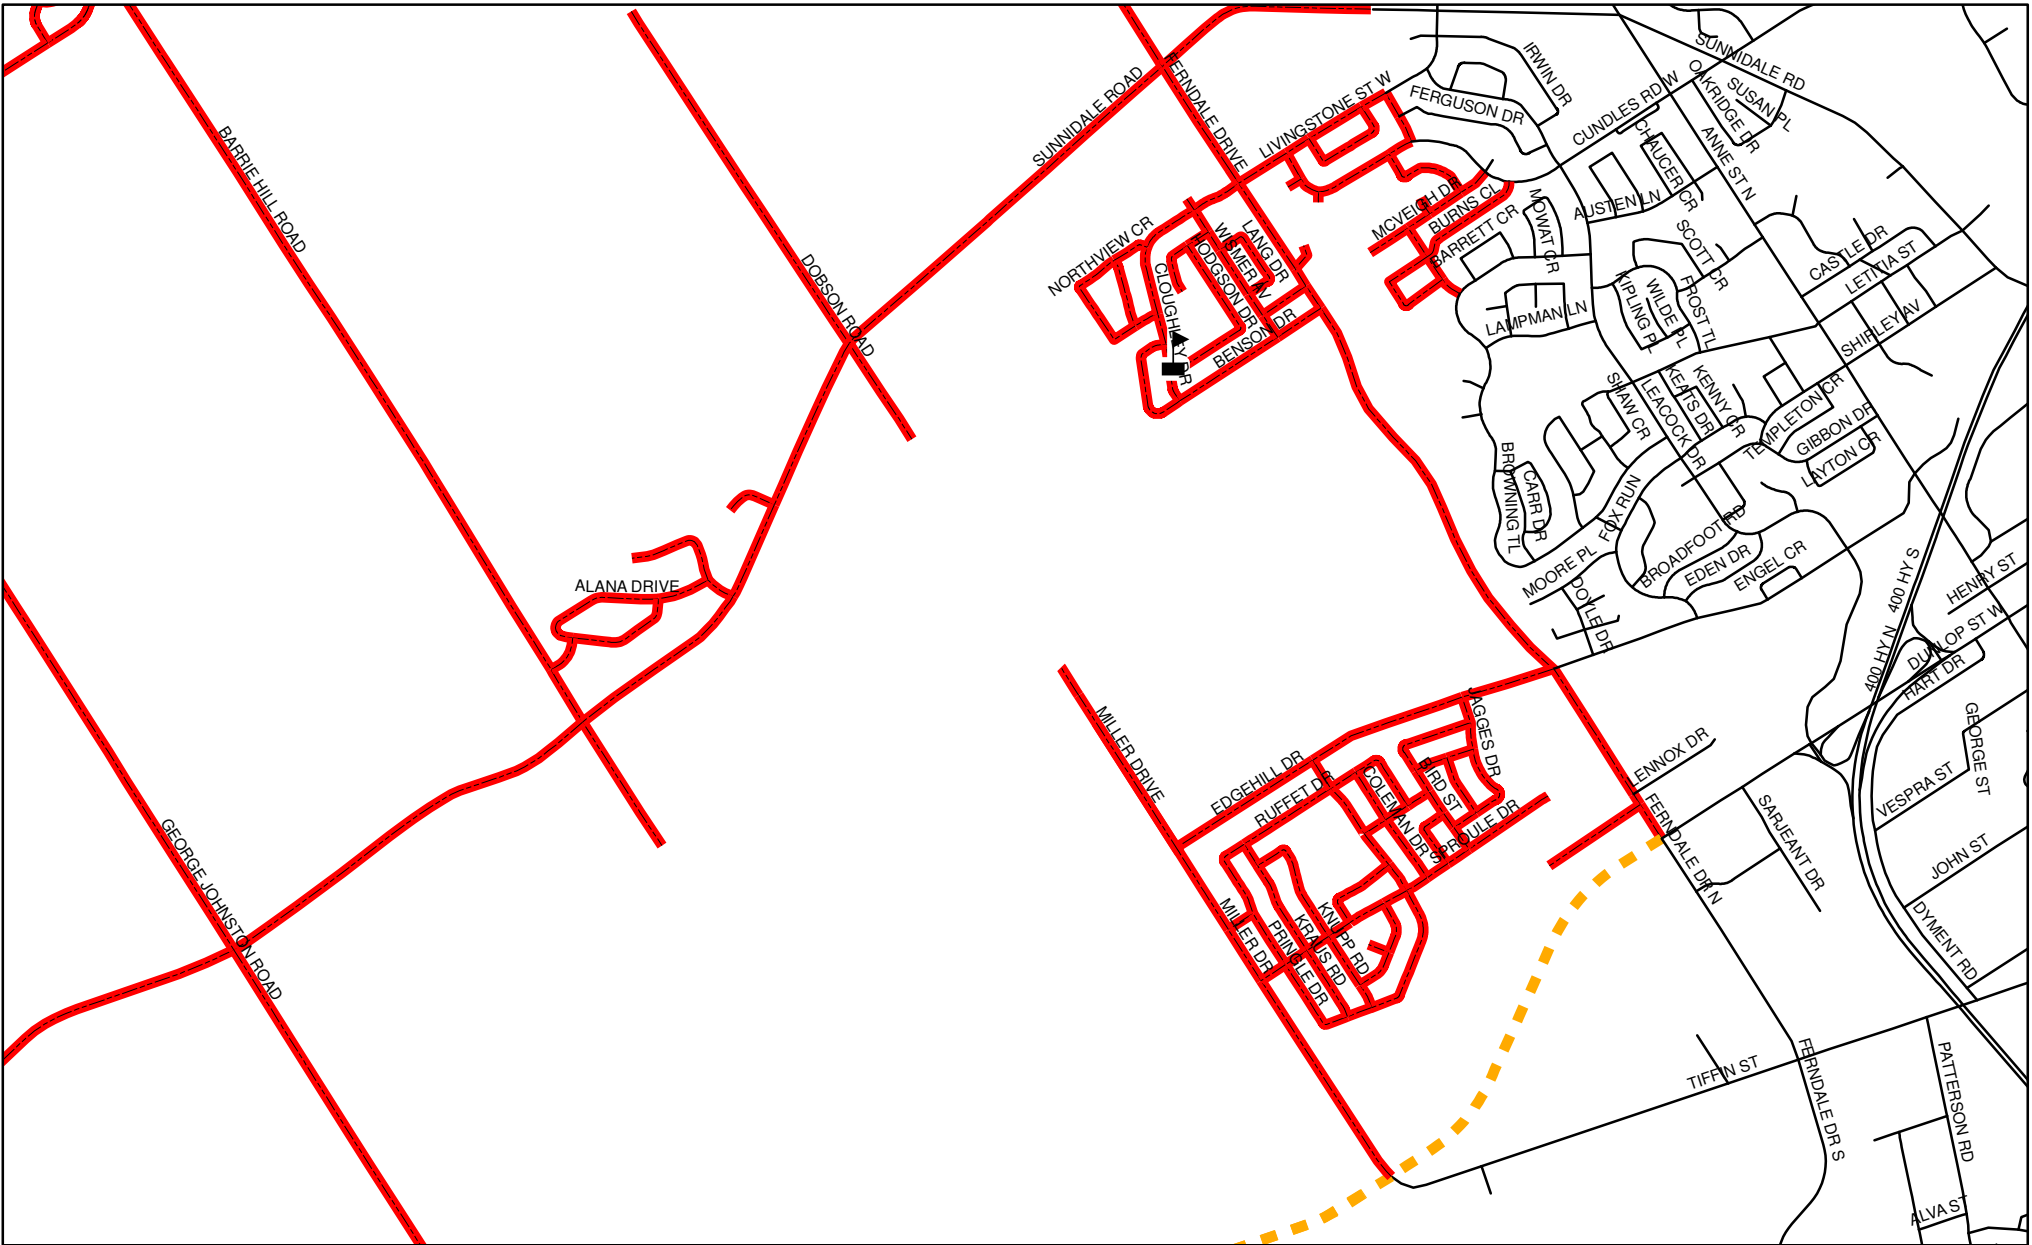 SUNNIDALE RD
IRWIN DR
OAKRIDGE DR
SUSAN PL
FERNDALE DRIVE
SUNNIDALE ROAD
LIVINGSTONE ST W
FERGUSON DR
CUNDLES RD W
CHAUCER CR
ANNE ST N
BARRIE HILL ROAD
DOBSON ROAD
NORTHVIEW CR
MCVEIGH DR
BURNS CL
BARRETT CR
MOWAT CR
AUSTEN LN
SCOTT CR
CASTLE DR
LETITIA ST
LANG DR
WISMER AV
HODGSON DR
CLOUGHLEY DR
BENSON DR
LAMPMAN LN
KIPLING PL
WILDE PL
FROST TL
SHIRLEY AV
SHAW CR
LEACOCK DR
KEATS DR
KENNY CR
TEMPLETON CR
GIBBON DR
LAYTON CR
BROWNING TL
CARR DR
FOX RUN
BROADFOOT RD
EDEN DR
ENGEL CR
MOORE PL
DOYLE DR
400 HY S
400 HY N
HENRY ST
DUNLOP ST W
HART DR
ALANA DRIVE
MILLER DRIVE
JAGGES DR
EDGEHILL DR
RUFFET DR
COLEMAN DR
BIRD ST
SPROULE DR
LENNOX DR
FERNDALE DR N
SARJEANT DR
GEORGE ST
VESPRA ST
JOHN ST
DYMENT RD
GEORGE JOHNSTON ROAD
MILLER DR
PRINGLE DR
KRAUS RD
KNUPP RD
TIFFIN ST
FERNDALE DR S
PATTERSON RD
ALVA ST